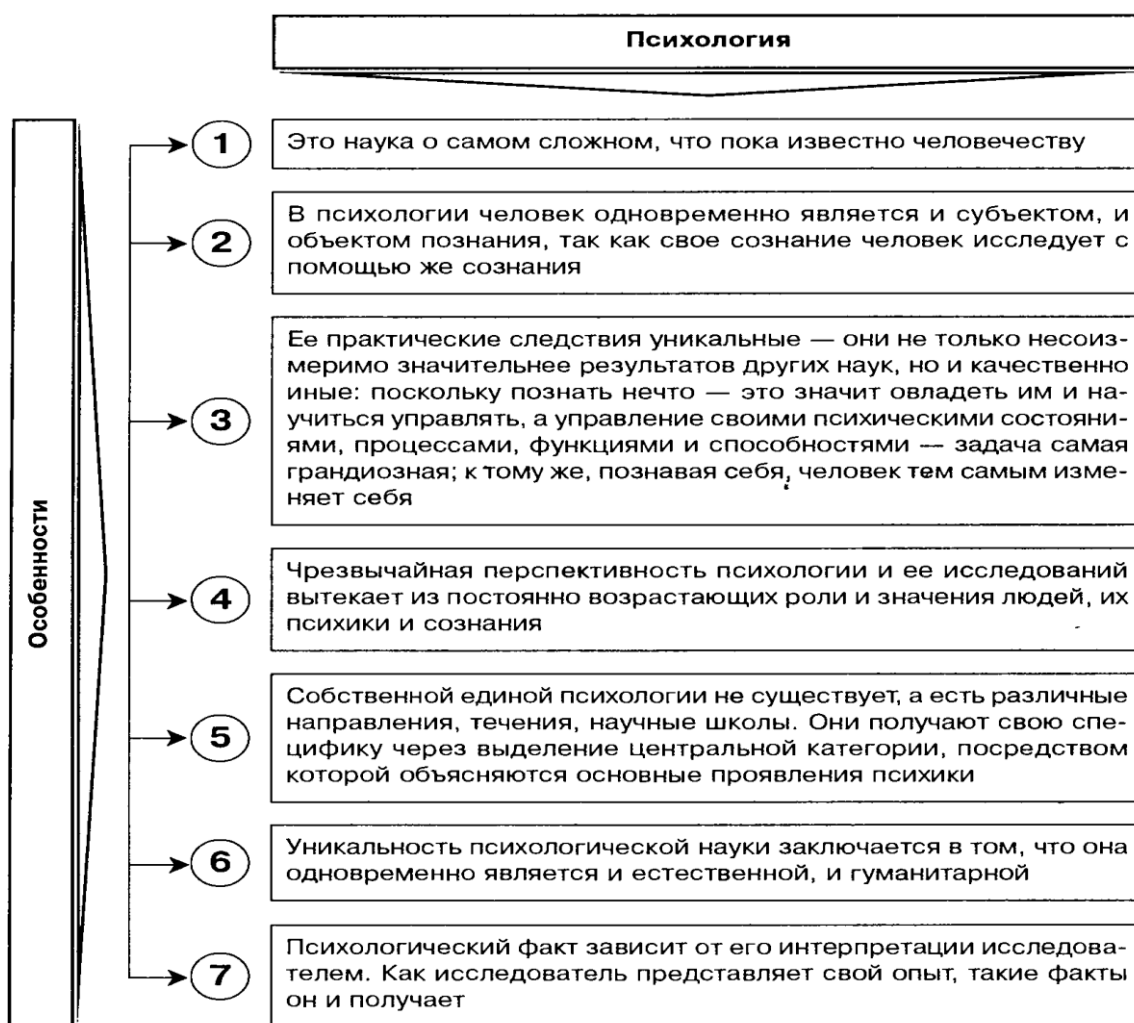 Психология
Особенности
1
Это наука о самом сложном, что пока известно человечеству
2
В психологии человек одновременно является и субъектом, и
объектом познания, так как свое сознание человек исследует с
помощью же сознания
3
Ее практические следствия уникальные — они не только несоиз-
меримо значительнее результатов других наук, но и качественно
иные: поскольку познать нечто — это значит овладеть им и на-
учиться управлять, а управление своими психическими состояни-
ями, процессами, функциями и способностями — задача самая
грандиозная; к тому же, познавая себя, человек тем самым изме-
няет себя
4
Чрезвычайная перспективность психологии и ее исследований
вытекает из постоянно возрастающих роли и значения людей, их
психики и сознания
5
Собственной единой психологии не существует, а есть различные
направления, течения, научные школы. Они получают свою спе-
цифику через выделение центральной категории, посредством
которой объясняются основные проявления психики
6
Уникальность психологической науки заключается в том, что она
одновременно является и естественной, и гуманитарной
7
Психологический факт зависит от его интерпретации исследова-
телем. Как исследователь представляет свой опыт, такие факты
он и получает